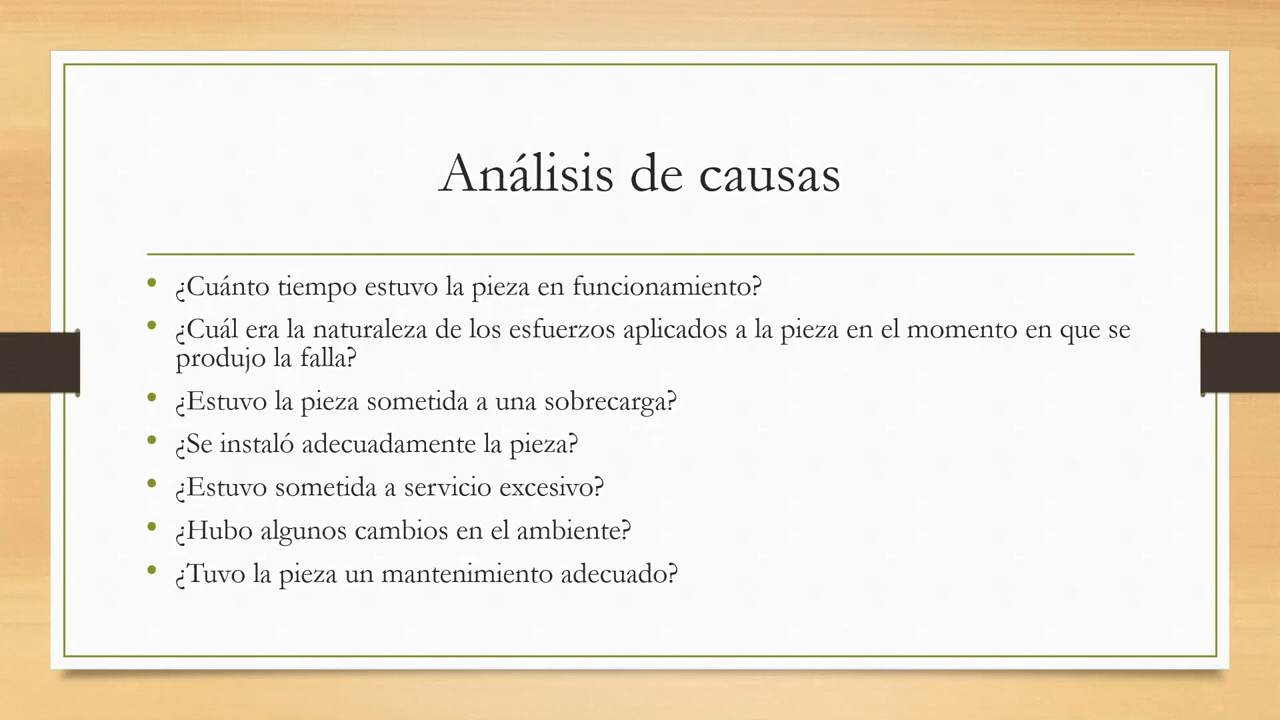 Análisis de causas
• ¿Cuánto tiempo estuvo la pieza en funcionamiento?
• ¿Cuál era la naturaleza de los esfuerzos aplicados a la pieza en el momento en que se
produjo la falla?
• ¿Estuvo la pieza sometida a una sobrecarga?
• ¿Se instaló adecuadamente la pieza?
• ¿Estuvo sometida a servicio excesivo?
• ¿Hubo algunos cambios en el ambiente?
• ¿Tuvo la pieza un mantenimiento adecuado?